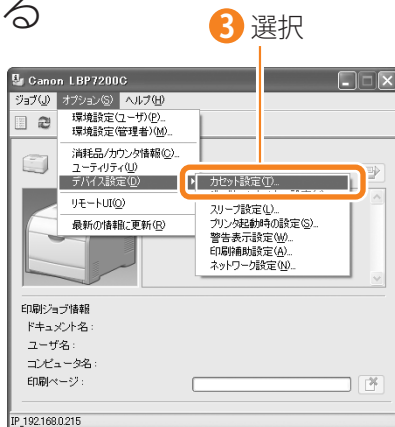 る
3 選択
Canon LBP7200C
ジョブ(J) オプション(S) ヘルプ(H)
環境設定(ユーザ)(P)...
環境設定(管理者)(M)...
消耗品/カウンタ情報(C)...
ユーティリティ(U)
デバイス設定(D)
リモートUI(O)
最新の情報に更新(R)
カセット設定(T)...
スリープ設定(L)...
プリンタ起動時の設定(S)...
警告表示設定(W)...
印刷補助設定(A)...
ネットワーク設定(N)...
印刷ジョブ情報
ドキュメント名:
ユーザ名:
コンピュータ名:
印刷ページ:
IP_192.168.0.215